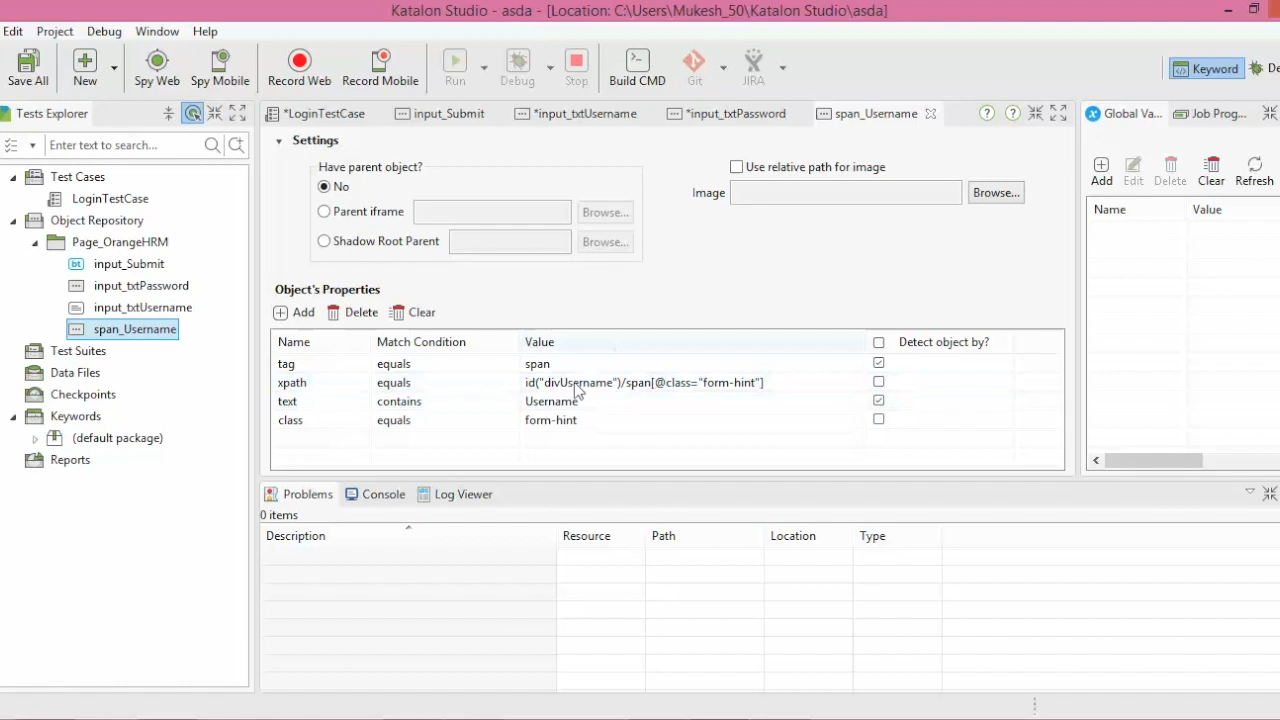 Katalon Studio - asda - [Location: C:\Users\Mukesh_50\Katalon Studio\asda]
Edit Project Debug Window Help
Save All New Spy Web Spy Mobile Record Web Record Mobile Run Debug Stop Build CMD Git JIRA Keyword De
Tests Explorer
Enter text to search...
Test Cases
LoginTestCase
Object Repository
Page_OrangeHRM
bt input_Submit
input_txtPassword
input_txtUsername
span_Username
Test Suites
Data Files
Checkpoints
Keywords
(default package)
Reports
*LoginTestCase input_Submit *input_txtUsername *input_txtPassword span_Username
Settings
Have parent object?
No
Parent iframe Browse...
Shadow Root Parent Browse...
Use relative path for image
Image Browse...
Object's Properties
Add Delete Clear
Name Match Condition Value Detect object by?
tag equals span
xpath equals id("divUsername")/span[@class="form-hint"]
text contains Username
class equals form-hint
Problems Console Log Viewer
0 items
Description Resource Path Location Type
Global Va... Job Prog...
Add Edit Delete Clear Refresh
Name Value